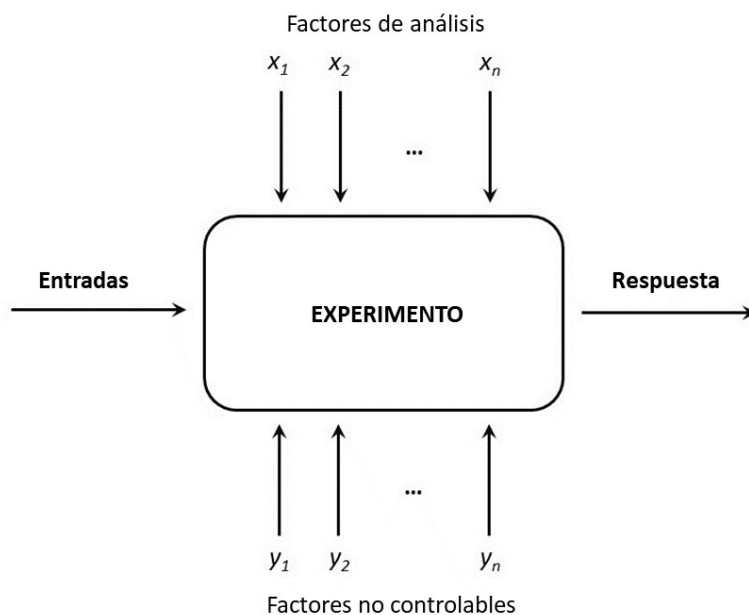 Factores de análisis
x1 x2 xn
...
Entradas
EXPERIMENTO
Respuesta
...
y1 y2 yn
Factores no controlables